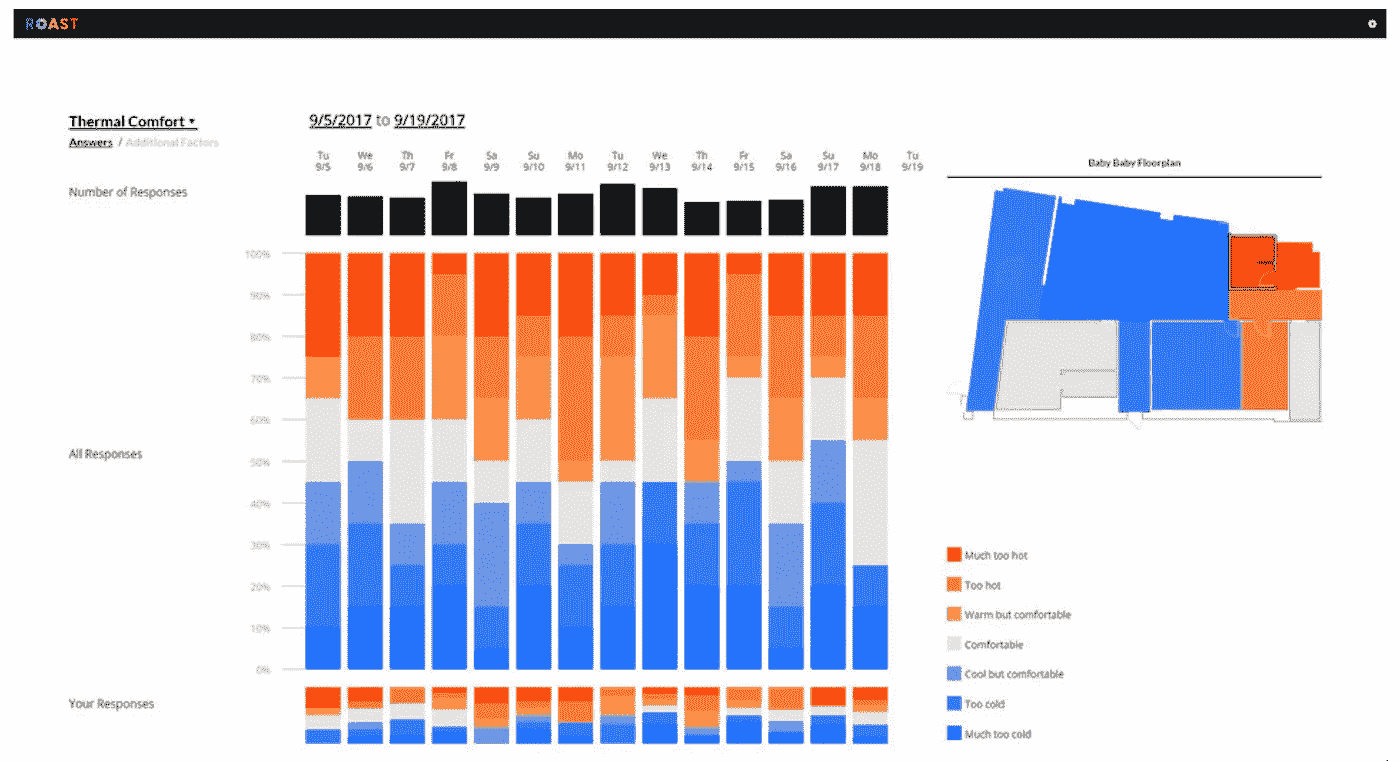 ROAST
Thermal Comfort ▾
9/5/2017 to 9/19/2017
Answers / Additional Factors
Tu We Th Fr Sa Su Mo Tu We Th Fr Sa Su Mo Tu
9/5 9/6 9/7 9/8 9/9 9/10 9/11 9/12 9/13 9/14 9/15 9/16 9/17 9/18 9/19
Baby Baby Floorplan
Number of Responses
100%
90%
80%
70%
60%
All Responses
50%
40%
30%
20%
10%
0%
Your Responses
Much too hot
Too hot
Warm but comfortable
Comfortable
Cool but comfortable
Too cold
Much too cold